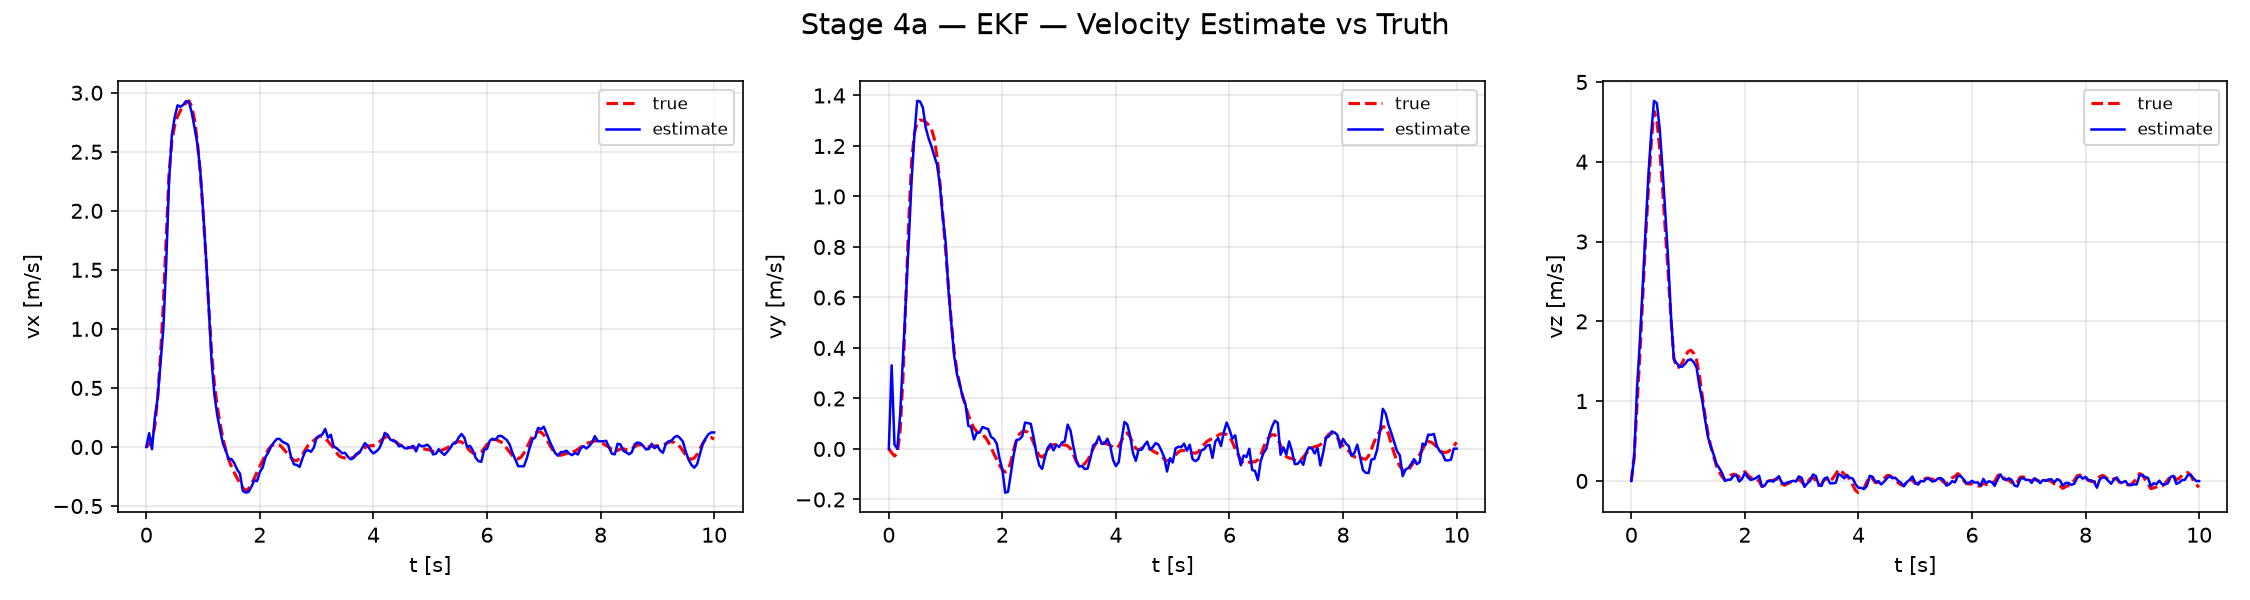 Stage 4a — EKF — Velocity Estimate vs Truth
vx [m/s]
3.0
2.5
2.0
1.5
1.0
0.5
0.0
−0.5
0 2 4 6 8 10
t [s]
true
estimate
vy [m/s]
1.4
1.2
1.0
0.8
0.6
0.4
0.2
0.0
−0.2
0 2 4 6 8 10
t [s]
true
estimate
vz [m/s]
5
4
3
2
1
0
0 2 4 6 8 10
t [s]
true
estimate